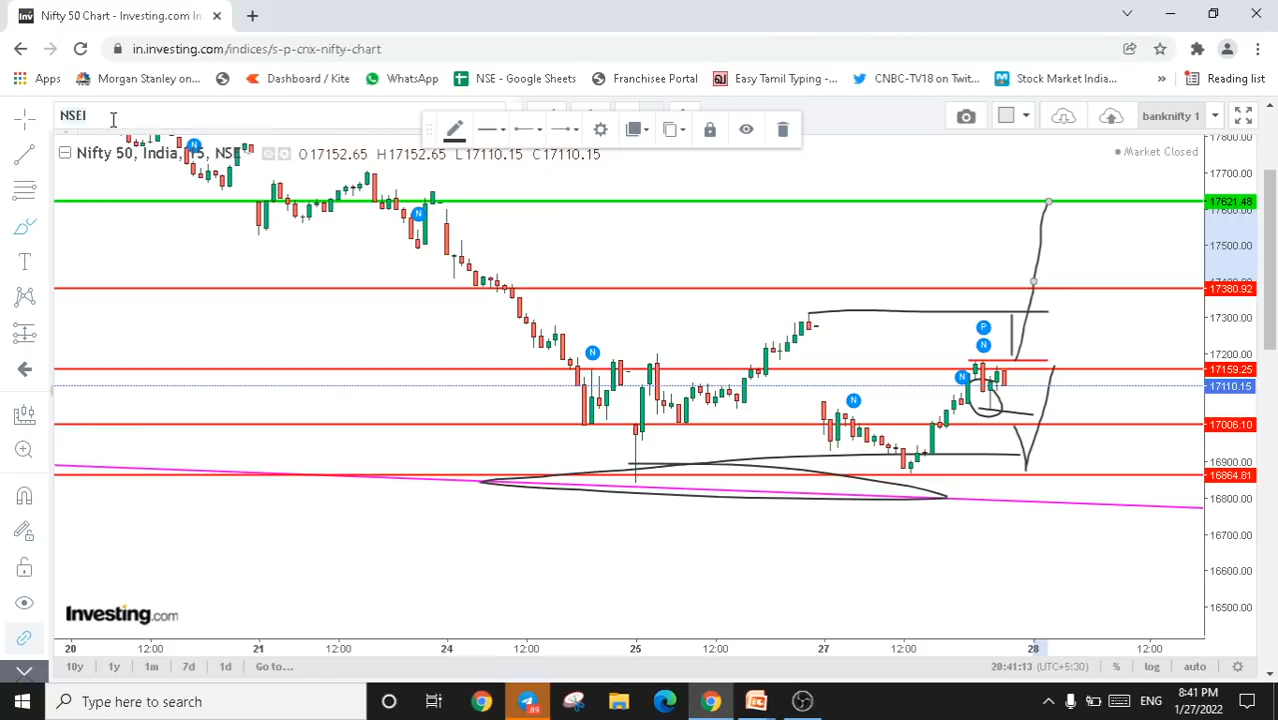 Nifty 50 Chart - Investing.com In
in.investing.com/indices/s-p-cnx-nifty-chart
Apps
Morgan Stanley on...
Dashboard / Kite
WhatsApp
NSE - Google Sheets
Franchisee Portal
Easy Tamil Typing -...
CNBC-TV18 on Twit...
Stock Market India...
»
Reading list
NSEI
banknifty 1
Nifty 50, India, 15, NSE
O 17152.65 H 17152.65 L 17110.15 C 17110.15
Market Closed
17800.00
17700.00
17621.48
17600.00
17500.00
17380.92
17300.00
17200.00
17159.25
17110.15
17006.10
16900.00
16864.81
16800.00
16700.00
16600.00
16500.00
N
N
N
N
N
P
N
Investing.com
20
12:00
21
12:00
24
12:00
25
12:00
27
12:00
28
12:00
10y
1y
1m
7d
1d
Go to...
20:41:13 (UTC+5:30)
%
log
auto
Type here to search
89
ENG
8:41 PM
1/27/2022